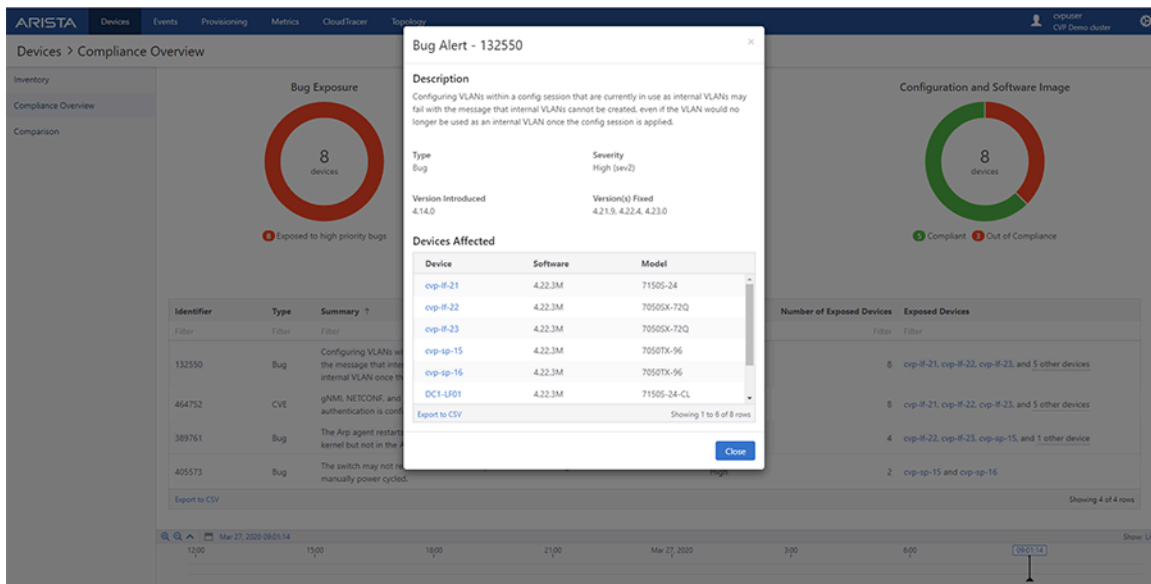 ARISTA Devices Events Provisioning Metrics CloudTracer Topology cvpuser
CVP Demo cluster
Devices > Compliance Overview
Inventory
Compliance Overview
Comparison
Bug Exposure
8
devices
8 Exposed to high priority bugs
Bug Alert - 132550 ×
Description
Configuring VLANs within a config session that are currently in use as internal VLANs may
fail with the message that internal VLANs cannot be created, even if the VLAN would no
longer be used as an internal VLAN once the config session is applied.
Type Severity
Bug High (sev2)
Version Introduced Version(s) Fixed
4.14.0 4.21.9, 4.22.4, 4.23.0
Devices Affected
Device Software Model
cvp-lf-21 4.22.3M 7150S-24
cvp-lf-22 4.22.3M 7050SX-72Q
cvp-lf-23 4.22.3M 7050SX-72Q
cvp-sp-15 4.22.3M 7050TX-96
cvp-sp-16 4.22.3M 7050TX-96
DC1-LF01 4.22.3M 7150S-24-CL
Export to CSV Showing 1 to 6 of 8 rows
Close
Configuration and Software Image
8
devices
5 Compliant 3 Out of Compliance
Identifier Type Summary ↑ Number of Exposed Devices Exposed Devices
Filter Filter Filter Filter Filter
Configuring VLANs
132550 Bug the message that 8 cvp-lf-21, cvp-lf-22, cvp-lf-23, and 5 other devices
internal VLAN once
464752 CVE gNMI, NETCONF, and 8 cvp-lf-21, cvp-lf-22, cvp-lf-23, and 5 other devices
authentication is
389761 Bug The Arp agent restarts 4 cvp-lf-22, cvp-lf-23, cvp-sp-15, and 1 other device
kernel but not in the
405573 Bug The switch may not High 2 cvp-sp-15 and cvp-sp-16
manually power cycled.
Export to CSV Showing 4 of 4 rows
Mar 27, 2020 09:01:14 Show:
12:00 15:00 18:00 21:00 Mar 27, 2020 3:00 6:00 09:01:14